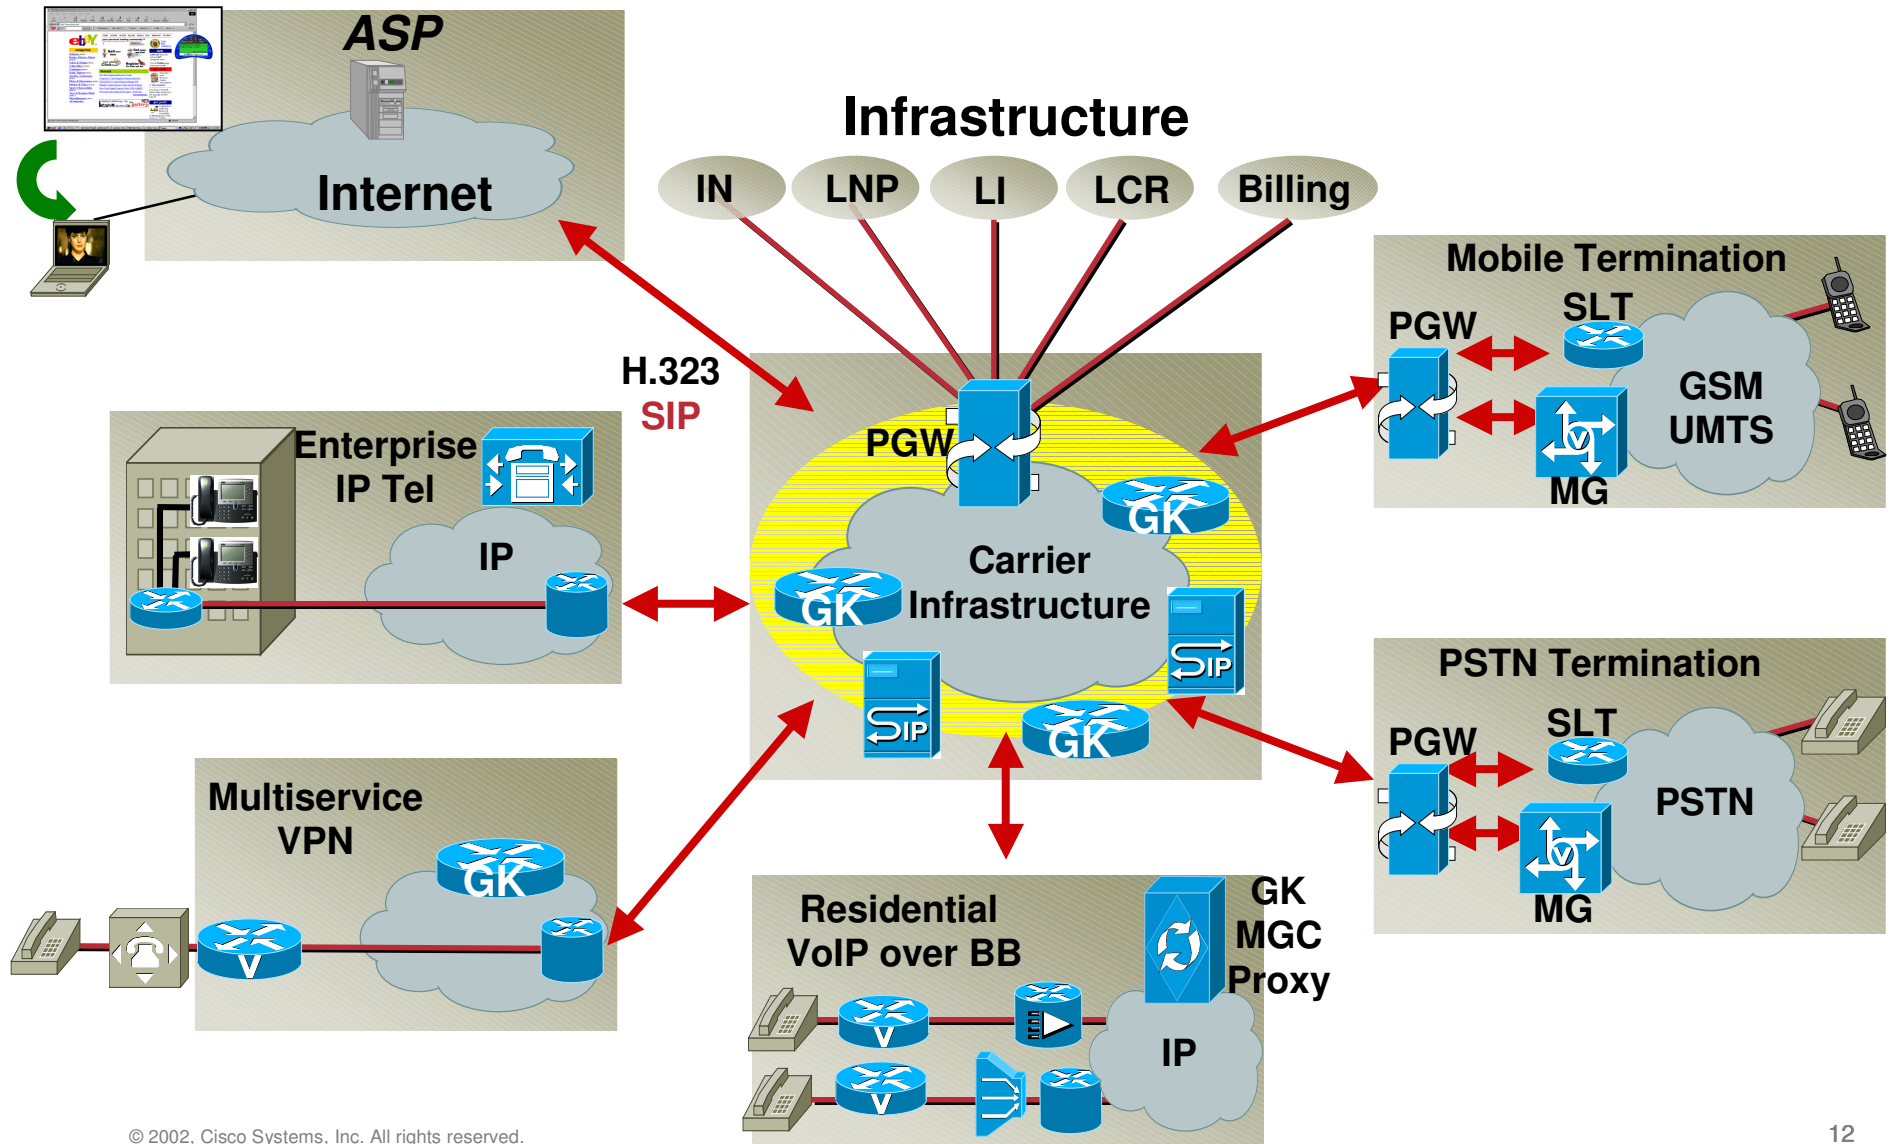 ebY
ASP
Internet
Infrastructure
IN
LNP
LI
LCR
Billing
H.323
SIP
Mobile Termination
PGW
SLT
GSM
UMTS
MG
Enterprise
IP Tel
IP
PGW
GK
Carrier
Infrastructure
GK
SIP
SIP
GK
PSTN Termination
PGW
SLT
PSTN
MG
Multiservice
VPN
GK
V
Residential
VoIP over BB
GK
MGC
Proxy
V
V
IP
V
V
© 2002, Cisco Systems, Inc. All rights reserved.
12